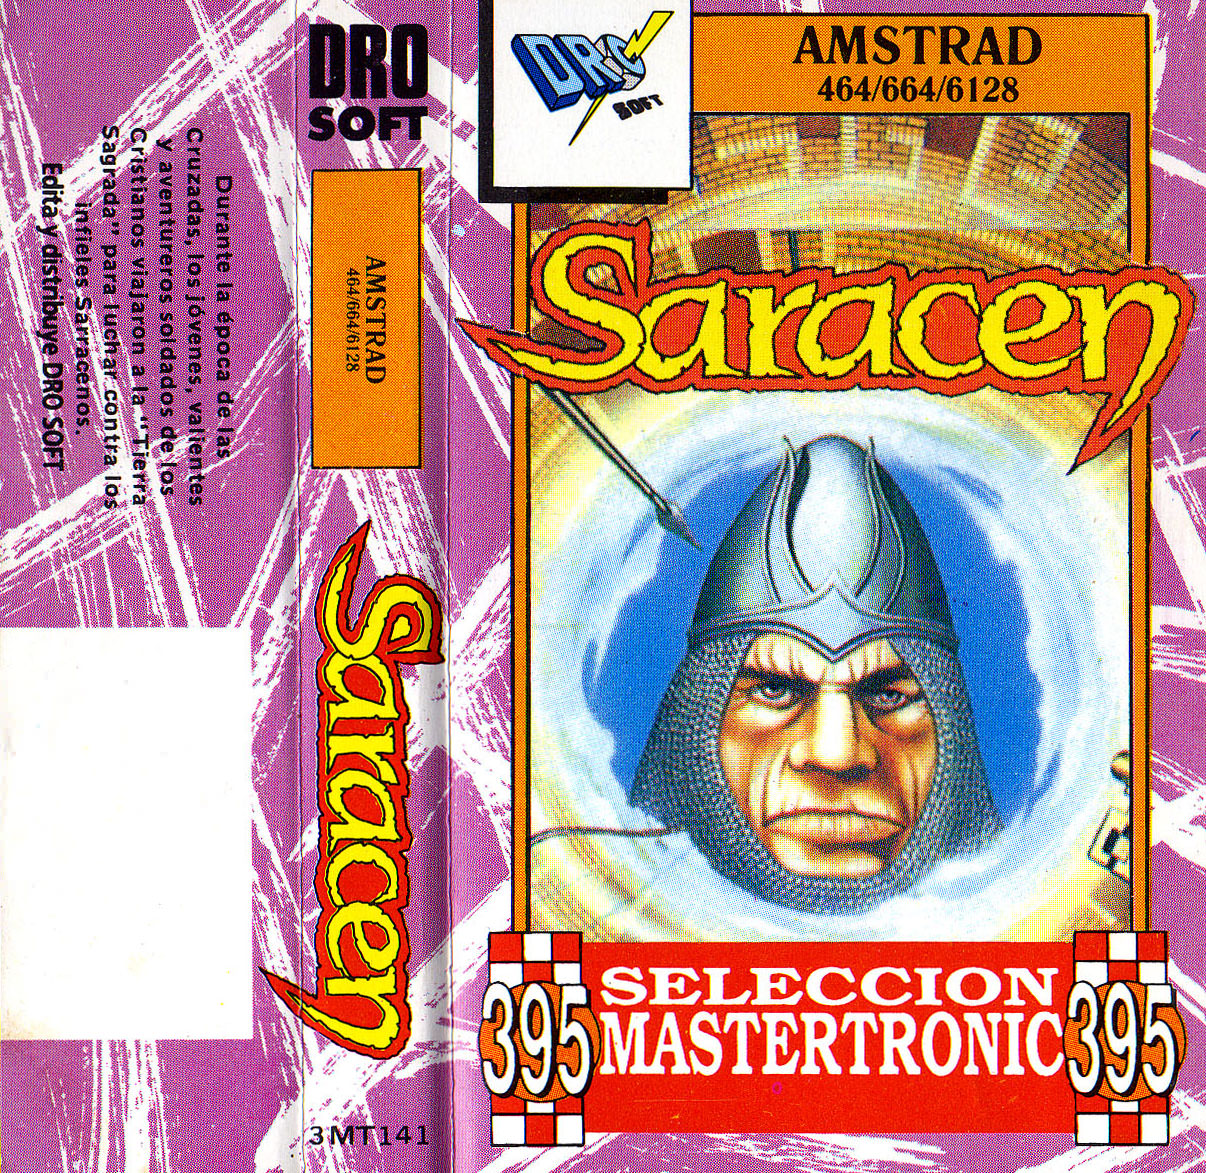 Durante la época de las
Cruzadas, los jóvenes, valientes
y aventureros soldados de los
Cristianos viajaron a la "Tierra
Sagrada" para luchar contra los
infieles Sarracenos.
Edita y distribuye DRO SOFT
DRO
SOFT
AMSTRAD
464/664/6128
Saracen
3MT141
DRO
SOFT
AMSTRAD
464/664/6128
Saracen
395
SELECCION
MASTERTRONIC
395